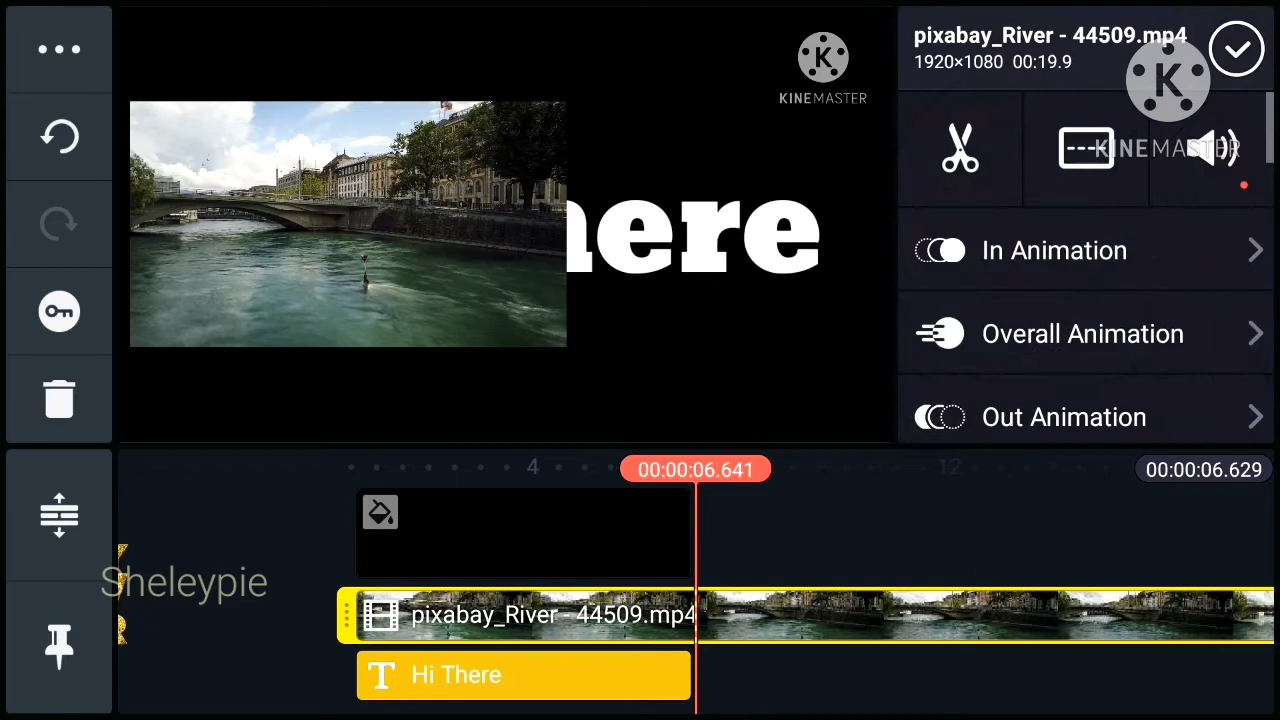 pixabay_River - 44509.mp4
1920×1080 00:19.9
K
KINEMASTER
K
KINEMASTER
here
In Animation
Overall Animation
Out Animation
4
00:00:06.641
12
00:00:06.629
Sheleypie
pixabay_River - 44509.mp4
T Hi There